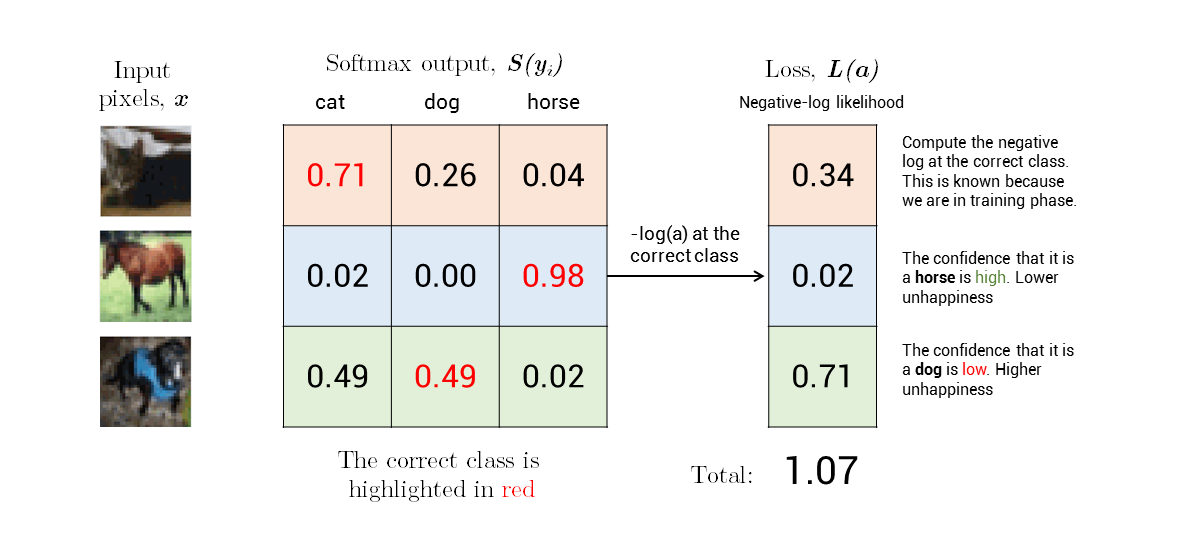 Input
pixels, x
Softmax output, S(yᵢ)
cat dog horse
Loss, L(a)
Negative-log likelihood
0.71 0.26 0.04
0.34
Compute the negative
log at the correct class.
This is known because
we are in training phase.
-log(a) at the
correct class
0.02 0.00 0.98
0.02
The confidence that it is
a horse is high. Lower
unhappiness
0.49 0.49 0.02
0.71
The confidence that it is
a dog is low. Higher
unhappiness
The correct class is
highlighted in red
Total: 1.07